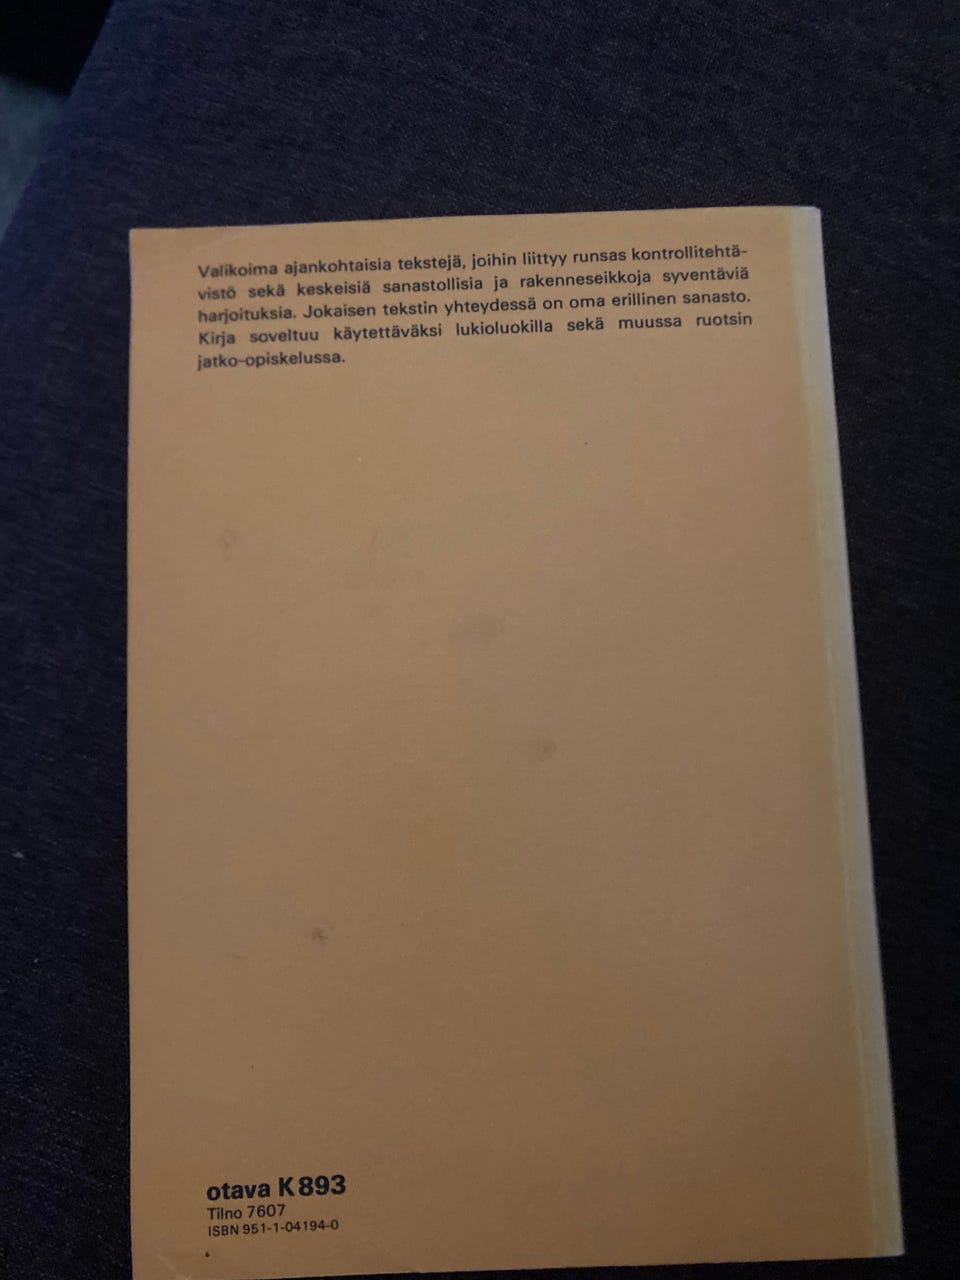 Valikoima ajankohtaisia tekstejä, joihin liittyy runsas kontrollitehtä-
vistö sekä keskeisiä sanastollisia ja rakenneseikkoja syventäviä
harjoituksia. Jokaisen tekstin yhteydessä on oma erillinen sanasto.
Kirja soveltuu käytettäväksi lukioluokilla sekä muussa ruotsin
jatko-opiskelussa.
otava K 893
Tilno 7607
ISBN 951-1-04194-0